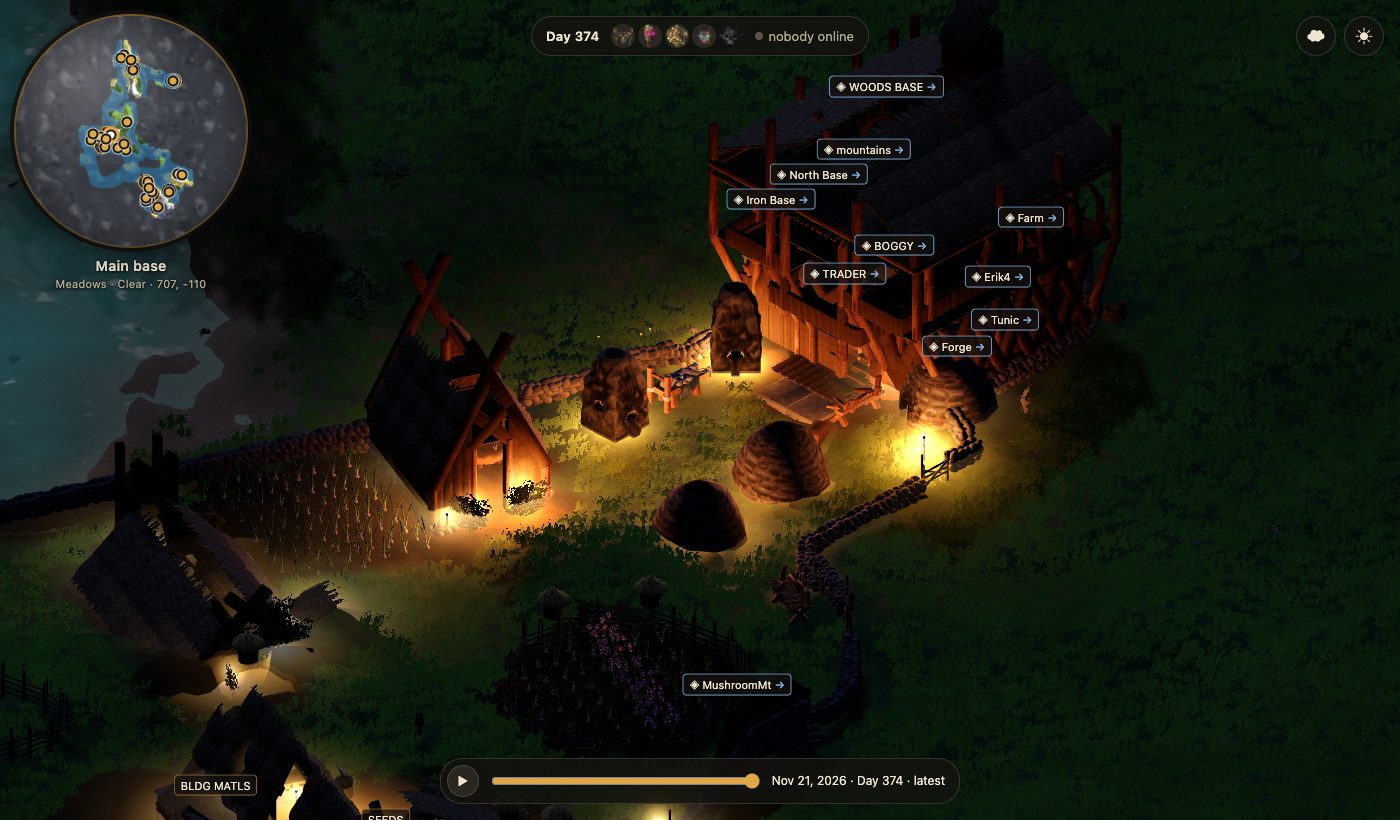 Day 374 nobody online
WOODS BASE
mountains
North Base
Iron Base
Farm
BOGGY
TRADER
Erik4
Tunic
Forge
Main base
Meadows · Clear · 707, -110
MushroomMt
BLDG MATLS
SEEDS
Nov 21, 2026 · Day 374 · latest